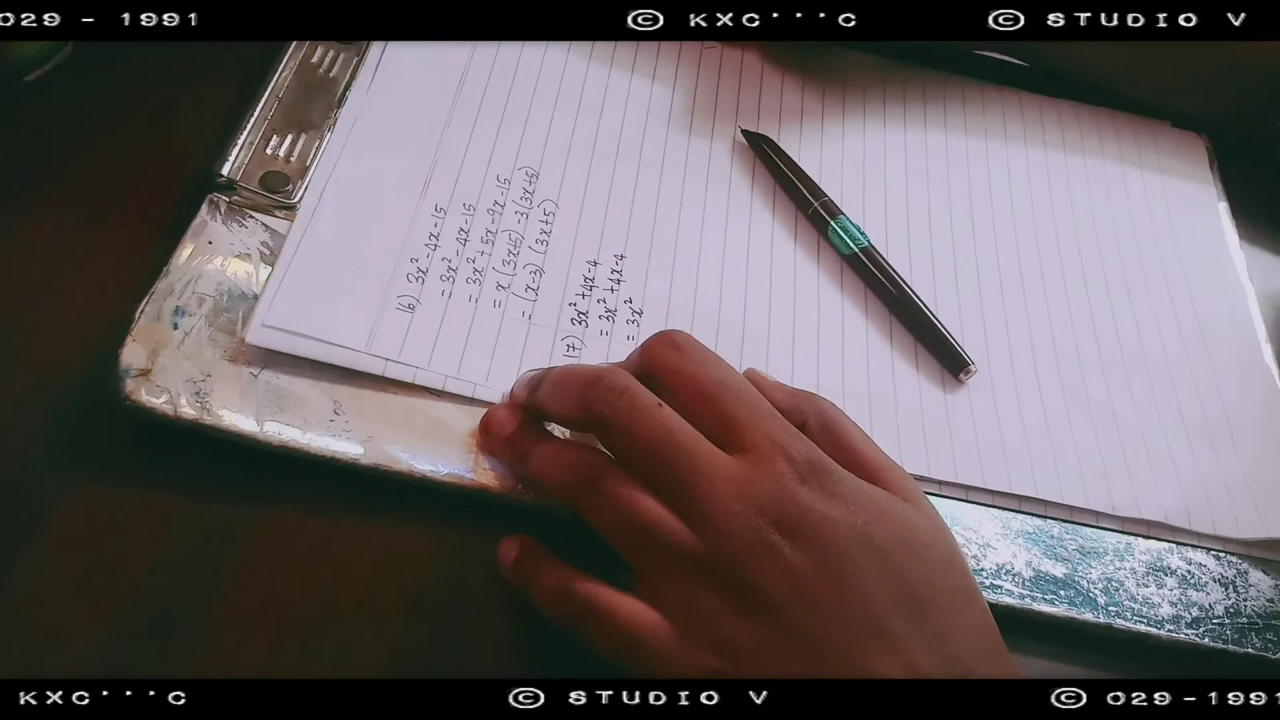 029 - 1991
© KXC```C
© STUDIO V
16) 3x² - 4x - 15
= 3x² - 4x - 15
= 3x² + 5x - 9x - 15
= x (3x+5) - 3 (3x+5)
= (x-3) (3x+5)
17) 3x² + 4x - 4
= 3x² + 4x - 4
= 3x²
KXC```C
© STUDIO V
© 029-1991